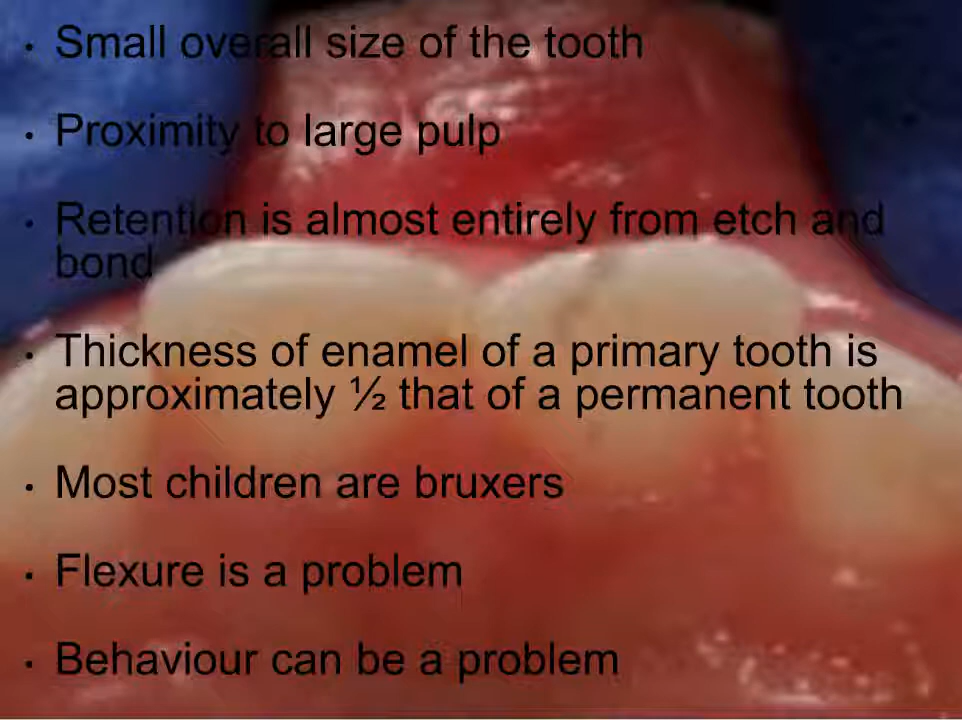 • Small overall size of the tooth
• Proximity to large pulp
• Retention is almost entirely from etch and
bond
• Thickness of enamel of a primary tooth is
approximately ½ that of a permanent tooth
• Most children are bruxers
• Flexure is a problem
• Behaviour can be a problem